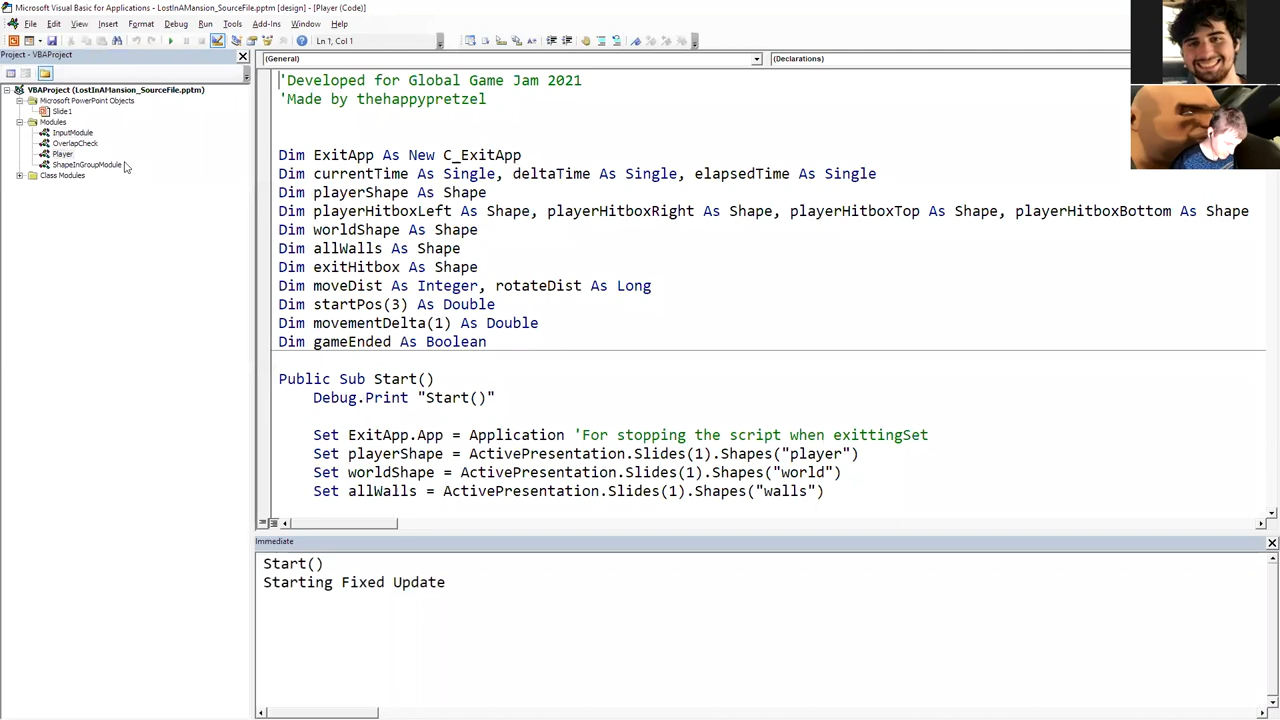 Microsoft Visual Basic for Applications - LostInAMansion_SourceFile.pptm [design] - [Player (Code)]
File Edit View Insert Format Debug Run Tools Add-Ins Window Help
Ln 1, Col 1
Project - VBAProject
VBAProject (LostInAMansion_SourceFile.pptm)
Microsoft PowerPoint Objects
Slide1
Modules
InputModule
OverlapCheck
Player
ShapeInGroupModule
Class Modules
(General)
(Declarations)
'Developed for Global Game Jam 2021
'Made by thehappypretzel
Dim ExitApp As New C_ExitApp
Dim currentTime As Single, deltaTime As Single, elapsedTime As Single
Dim playerShape As Shape
Dim playerHitboxLeft As Shape, playerHitboxRight As Shape, playerHitboxTop As Shape, playerHitboxBottom As Shape
Dim worldShape As Shape
Dim allWalls As Shape
Dim exitHitbox As Shape
Dim moveDist As Integer, rotateDist As Long
Dim startPos(3) As Double
Dim movementDelta(1) As Double
Dim gameEnded As Boolean
Public Sub Start()
Debug.Print "Start()"
Set ExitApp.App = Application 'For stopping the script when exittingSet
Set playerShape = ActivePresentation.Slides(1).Shapes("player")
Set worldShape = ActivePresentation.Slides(1).Shapes("world")
Set allWalls = ActivePresentation.Slides(1).Shapes("walls")
Immediate
Start()
Starting Fixed Update